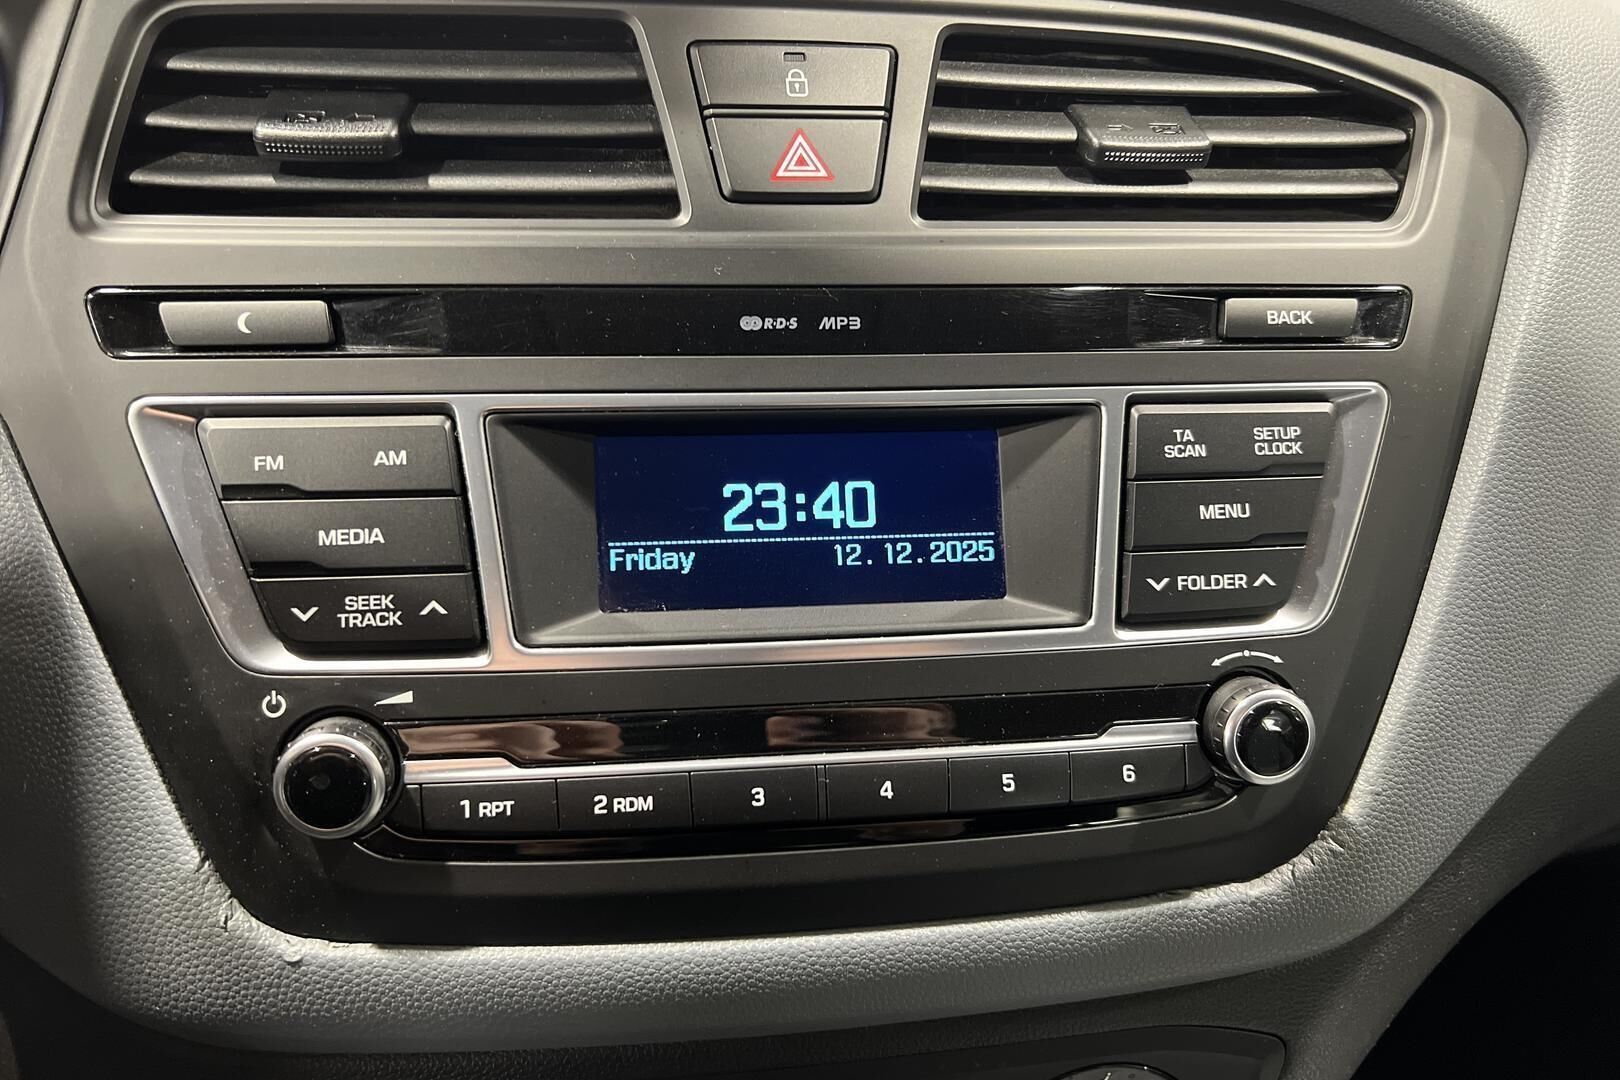 R·D·S MP3
BACK
FM AM
MEDIA
SEEK
TRACK
23:40
Friday 12.12.2025
TA
SCAN
SETUP
CLOCK
MENU
FOLDER
1 RPT 2 RDM 3 4 5 6